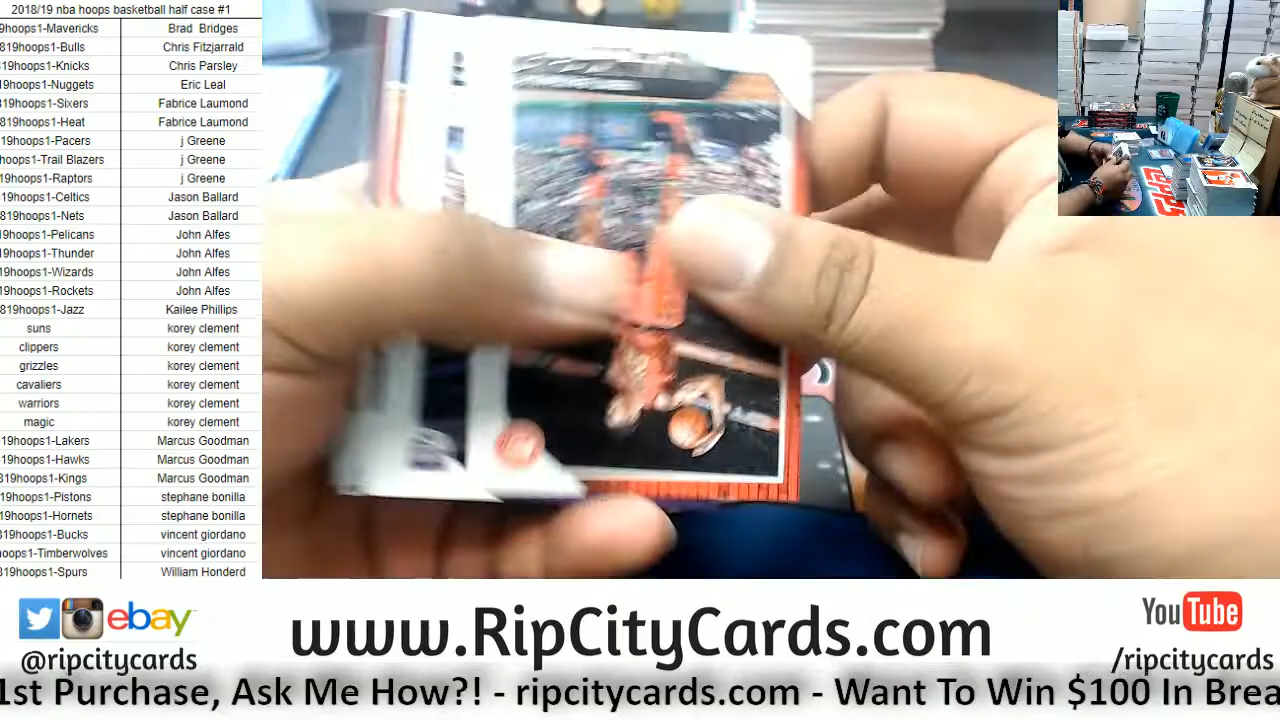 2018/19 nba hoops basketball half case #1
9hoops1-Mavericks Brad Bridges
819hoops1-Bulls Chris Fitzjarrald
19hoops1-Knicks Chris Parsley
19hoops1-Nuggets Eric Leal
819hoops1-Sixers Fabrice Laumond
819hoops1-Heat Fabrice Laumond
19hoops1-Pacers j Greene
hoops1-Trail Blazers j Greene
19hoops1-Raptors j Greene
819hoops1-Celtics Jason Ballard
819hoops1-Nets Jason Ballard
19hoops1-Pelicans John Alfes
19hoops1-Thunder John Alfes
19hoops1-Wizards John Alfes
19hoops1-Rockets John Alfes
819hoops1-Jazz Kailee Phillips
suns korey clement
clippers korey clement
grizzles korey clement
cavaliers korey clement
warriors korey clement
magic korey clement
19hoops1-Lakers Marcus Goodman
19hoops1-Hawks Marcus Goodman
819hoops1-Kings Marcus Goodman
19hoops1-Pistons stephane bonilla
19hoops1-Hornets stephane bonilla
819hoops1-Bucks vincent giordano
hoops1-Timberwolves vincent giordano
819hoops1-Spurs William Honderd
ebay
@ripcitycards
www.RipCityCards.com
YouTube
/ripcitycards
1st Purchase, Ask Me How?! - ripcitycards.com - Want To Win $100 In Brea